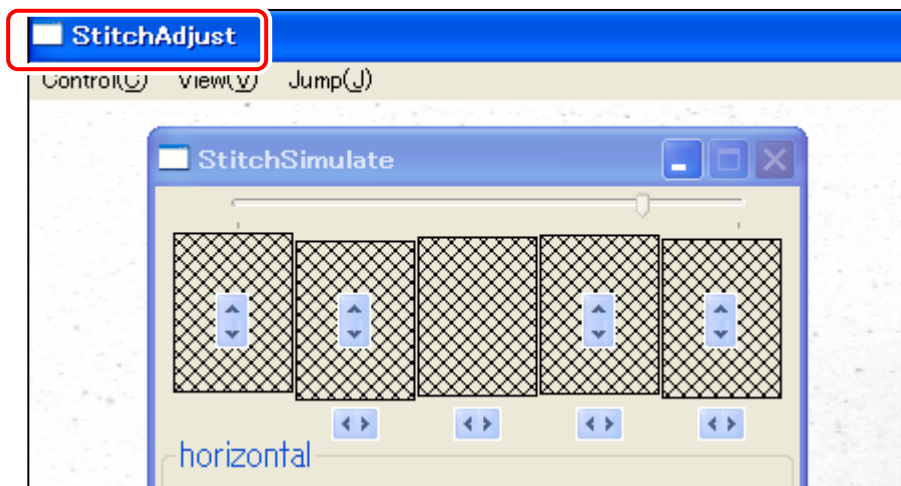 StitchAdjust
Control(C) View(V) Jump(J)
StitchSimulate
horizontal